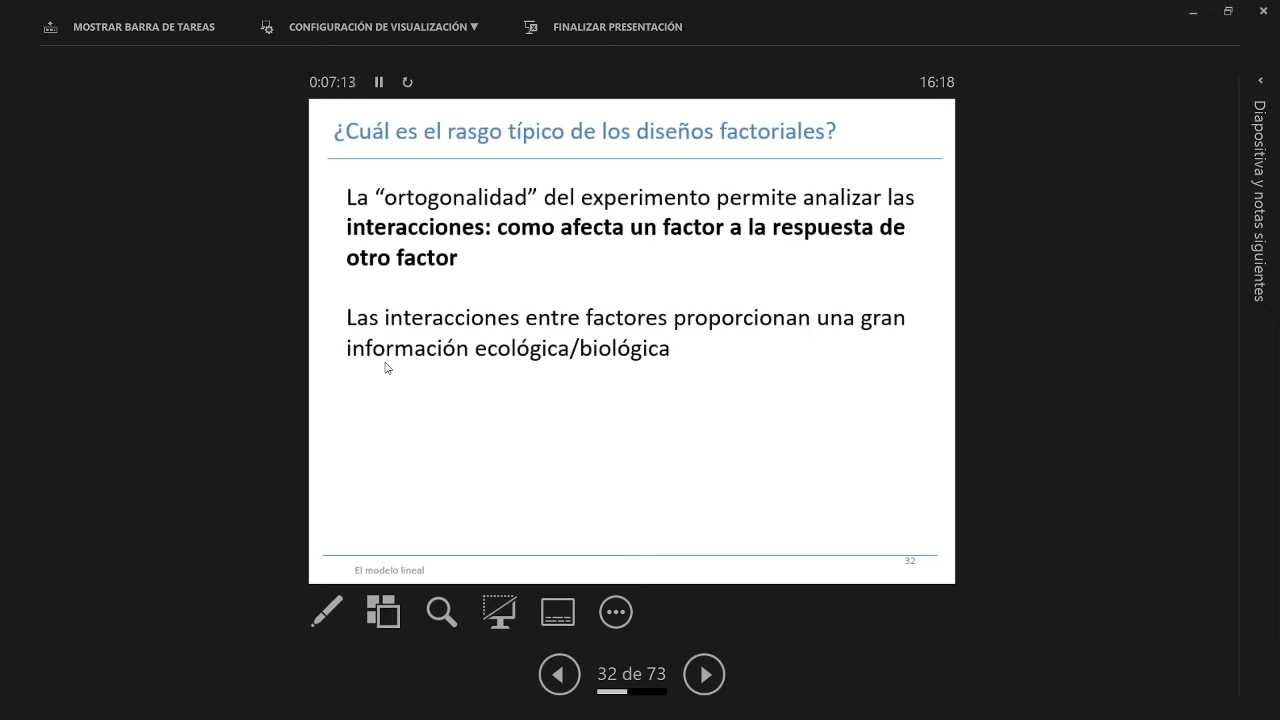 MOSTRAR BARRA DE TAREAS
CONFIGURACIÓN DE VISUALIZACIÓN ▼
FINALIZAR PRESENTACIÓN
0:07:13
16:18
¿Cuál es el rasgo típico de los diseños factoriales?
La “ortogonalidad” del experimento permite analizar las
interacciones: como afecta un factor a la respuesta de
otro factor
Las interacciones entre factores proporcionan una gran
información ecológica/biológica
El modelo lineal
32
32 de 73
Diapositiva y notas siguientes